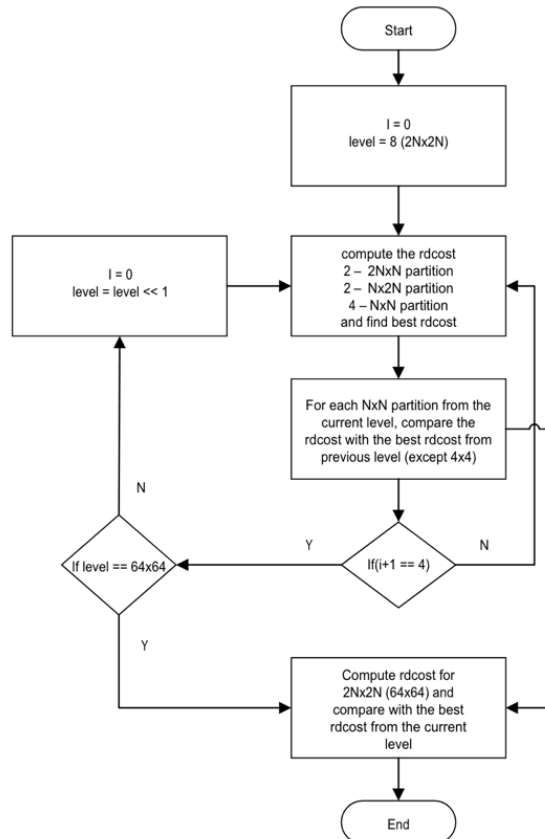 Start
I = 0
level = 8 (2Nx2N)
compute the rdcost
2 – 2NxN partition
2 – Nx2N partition
4 – NxN partition
and find best rdcost
I = 0
level = level << 1
For each NxN partition from the
current level, compare the
rdcost with the best rdcost from
previous level (except 4x4)
N
Y
N
If level == 64x64
If(i+1 == 4)
Y
Compute rdcost for
2Nx2N (64x64) and
compare with the best
rdcost from the current
level
End